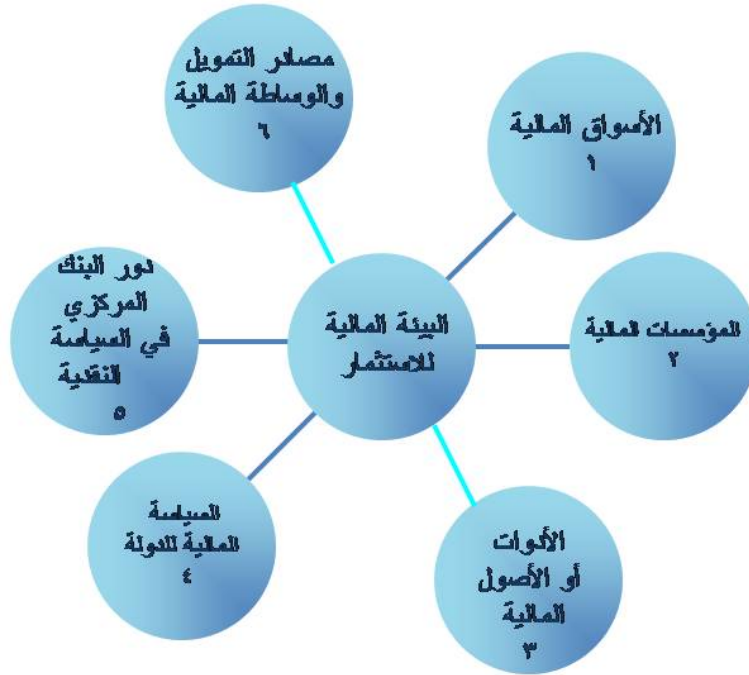 البيئة المالية
للاستثمار
الأسواق المالية
١
المؤسسات المالية
٢
الأدوات
أو الأصول
المالية
٣
السياسة
المالية للدولة
٤
دور البنك
المركزي
في السياسة
النقدية
٥
مصادر التمويل
والوساطة المالية
٦